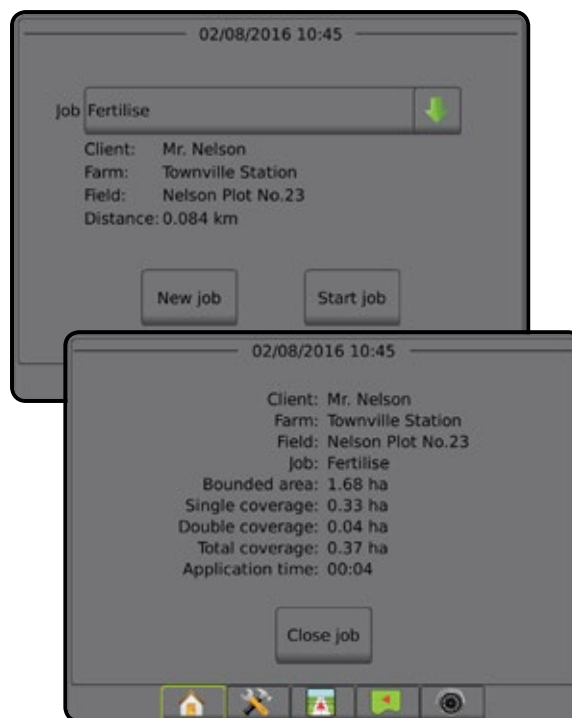 02/08/2016 10:45
Job Fertilise
Client: Mr. Nelson
Farm: Townville Station
Field: Nelson Plot No.23
Distance: 0.084 km
New job Start job
02/08/2016 10:45
Client: Mr. Nelson
Farm: Townville Station
Field: Nelson Plot No.23
Job: Fertilise
Bounded area: 1.68 ha
Single coverage: 0.33 ha
Double coverage: 0.04 ha
Total coverage: 0.37 ha
Application time: 00:04
Close job